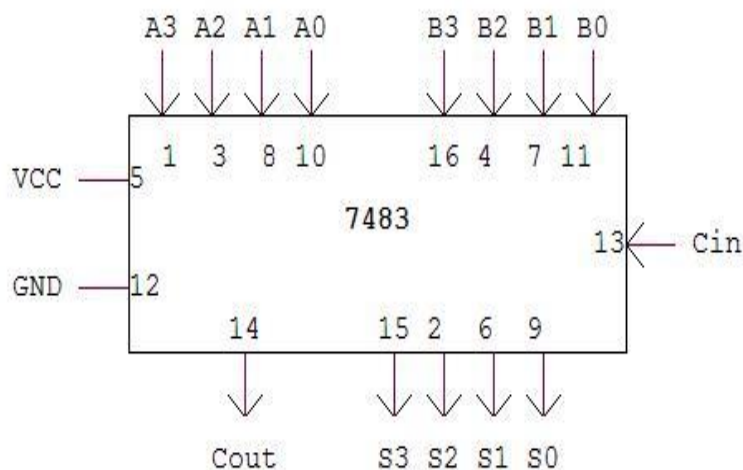 A3 A2 A1 A0 B3 B2 B1 B0
1 3 8 10 16 4 7 11
VCC 5
7483
13 Cin
GND 12
14 15 2 6 9
Cout S3 S2 S1 S0